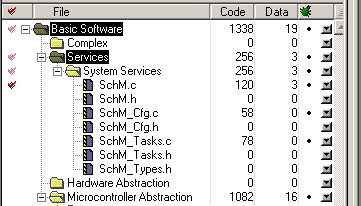 File Code Data
Basic Software 1338 19
Complex 0 0
Services 256 3
System Services 256 3
SchM.c 120 3
SchM.h 0 0
SchM_Cfg.c 58 0
SchM_Cfg.h 0 0
SchM_Tasks.c 78 0
SchM_Tasks.h 0 0
SchM_Types.h 0 0
Hardware Abstraction 0 0
Microcontroller Abstraction 1082 16